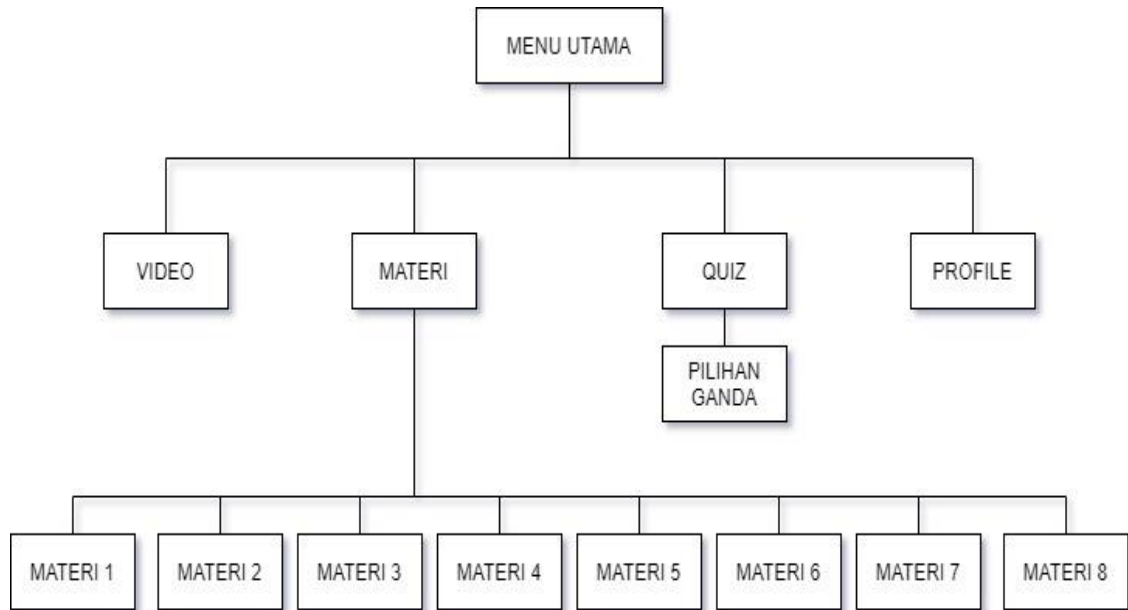 MENU UTAMA
VIDEO
MATERI
QUIZ
PROFILE
PILIHAN
GANDA
MATERI 1
MATERI 2
MATERI 3
MATERI 4
MATERI 5
MATERI 6
MATERI 7
MATERI 8